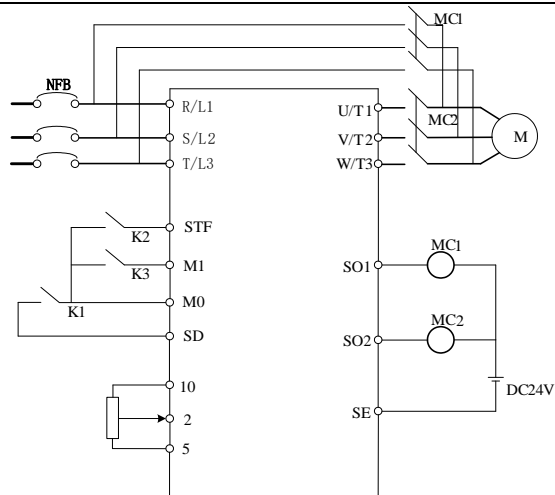 MC1
NFB
R/L1
U/T1
MC2
S/L2
V/T2
M
T/L3
W/T3
STF
K2
M1
K3
SO1
MC1
M0
K1
SD
SO2
MC2
DC24V
10
SE
2
5